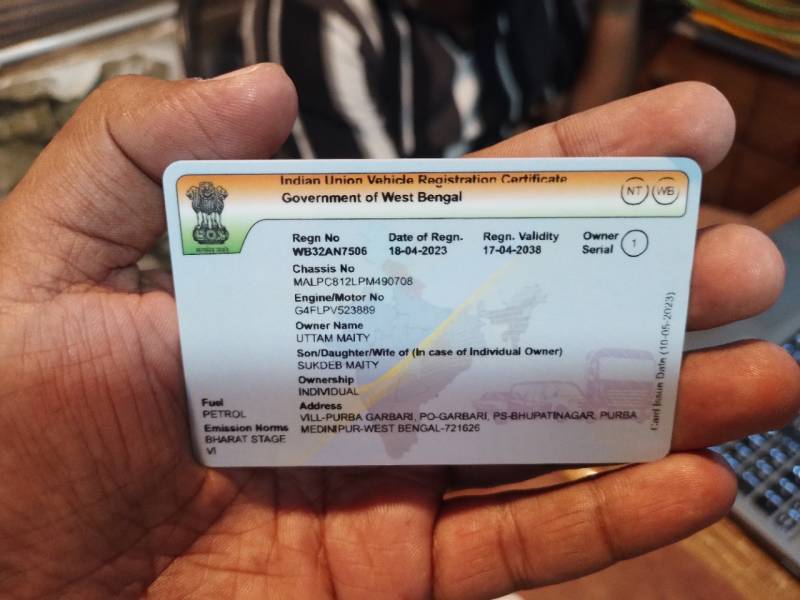 Indian Union Vehicle Registration Certificate
Government of West Bengal
NT WB
Regn No Date of Regn. Regn. Validity Owner Serial 1
WB32AN7506 18-04-2023 17-04-2038
Chassis No
MALPC812LPM490708
Engine/Motor No
G4FLPV523889
Owner Name
UTTAM MAITY
Son/Daughter/Wife of (In case of Individual Owner)
SUKDEB MAITY
Ownership
INDIVIDUAL
Fuel
PETROL
Address
VILL-PURBA GARBARI, PO-GARBARI, PS-BHUPATINAGAR, PURBA
MEDINIPUR-WEST BENGAL-721626
Emission Norms
BHARAT STAGE
VI
Card Issue Date (10-05-2023)